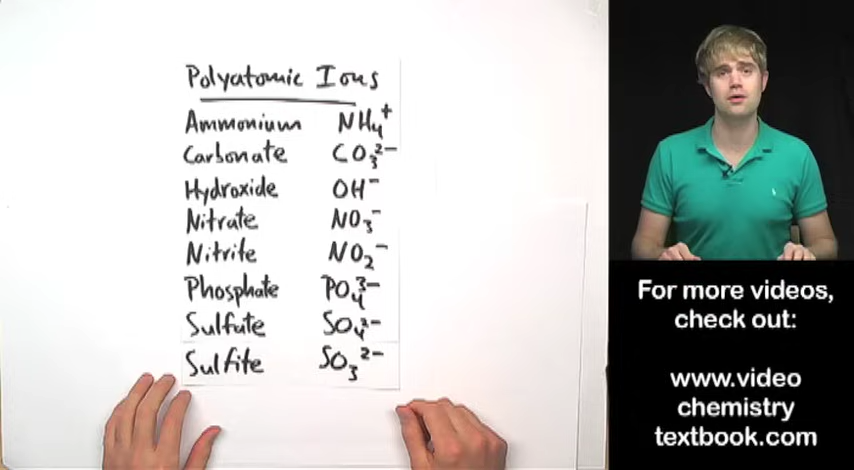 Polyatomic Ions
Ammonium NH₄⁺
Carbonate CO₃²⁻
Hydroxide OH⁻
Nitrate NO₃⁻
Nitrite NO₂⁻
Phosphate PO₄³⁻
Sulfate SO₄²⁻
Sulfite SO₃²⁻
For more videos,
check out:
www.video
chemistry
textbook.com